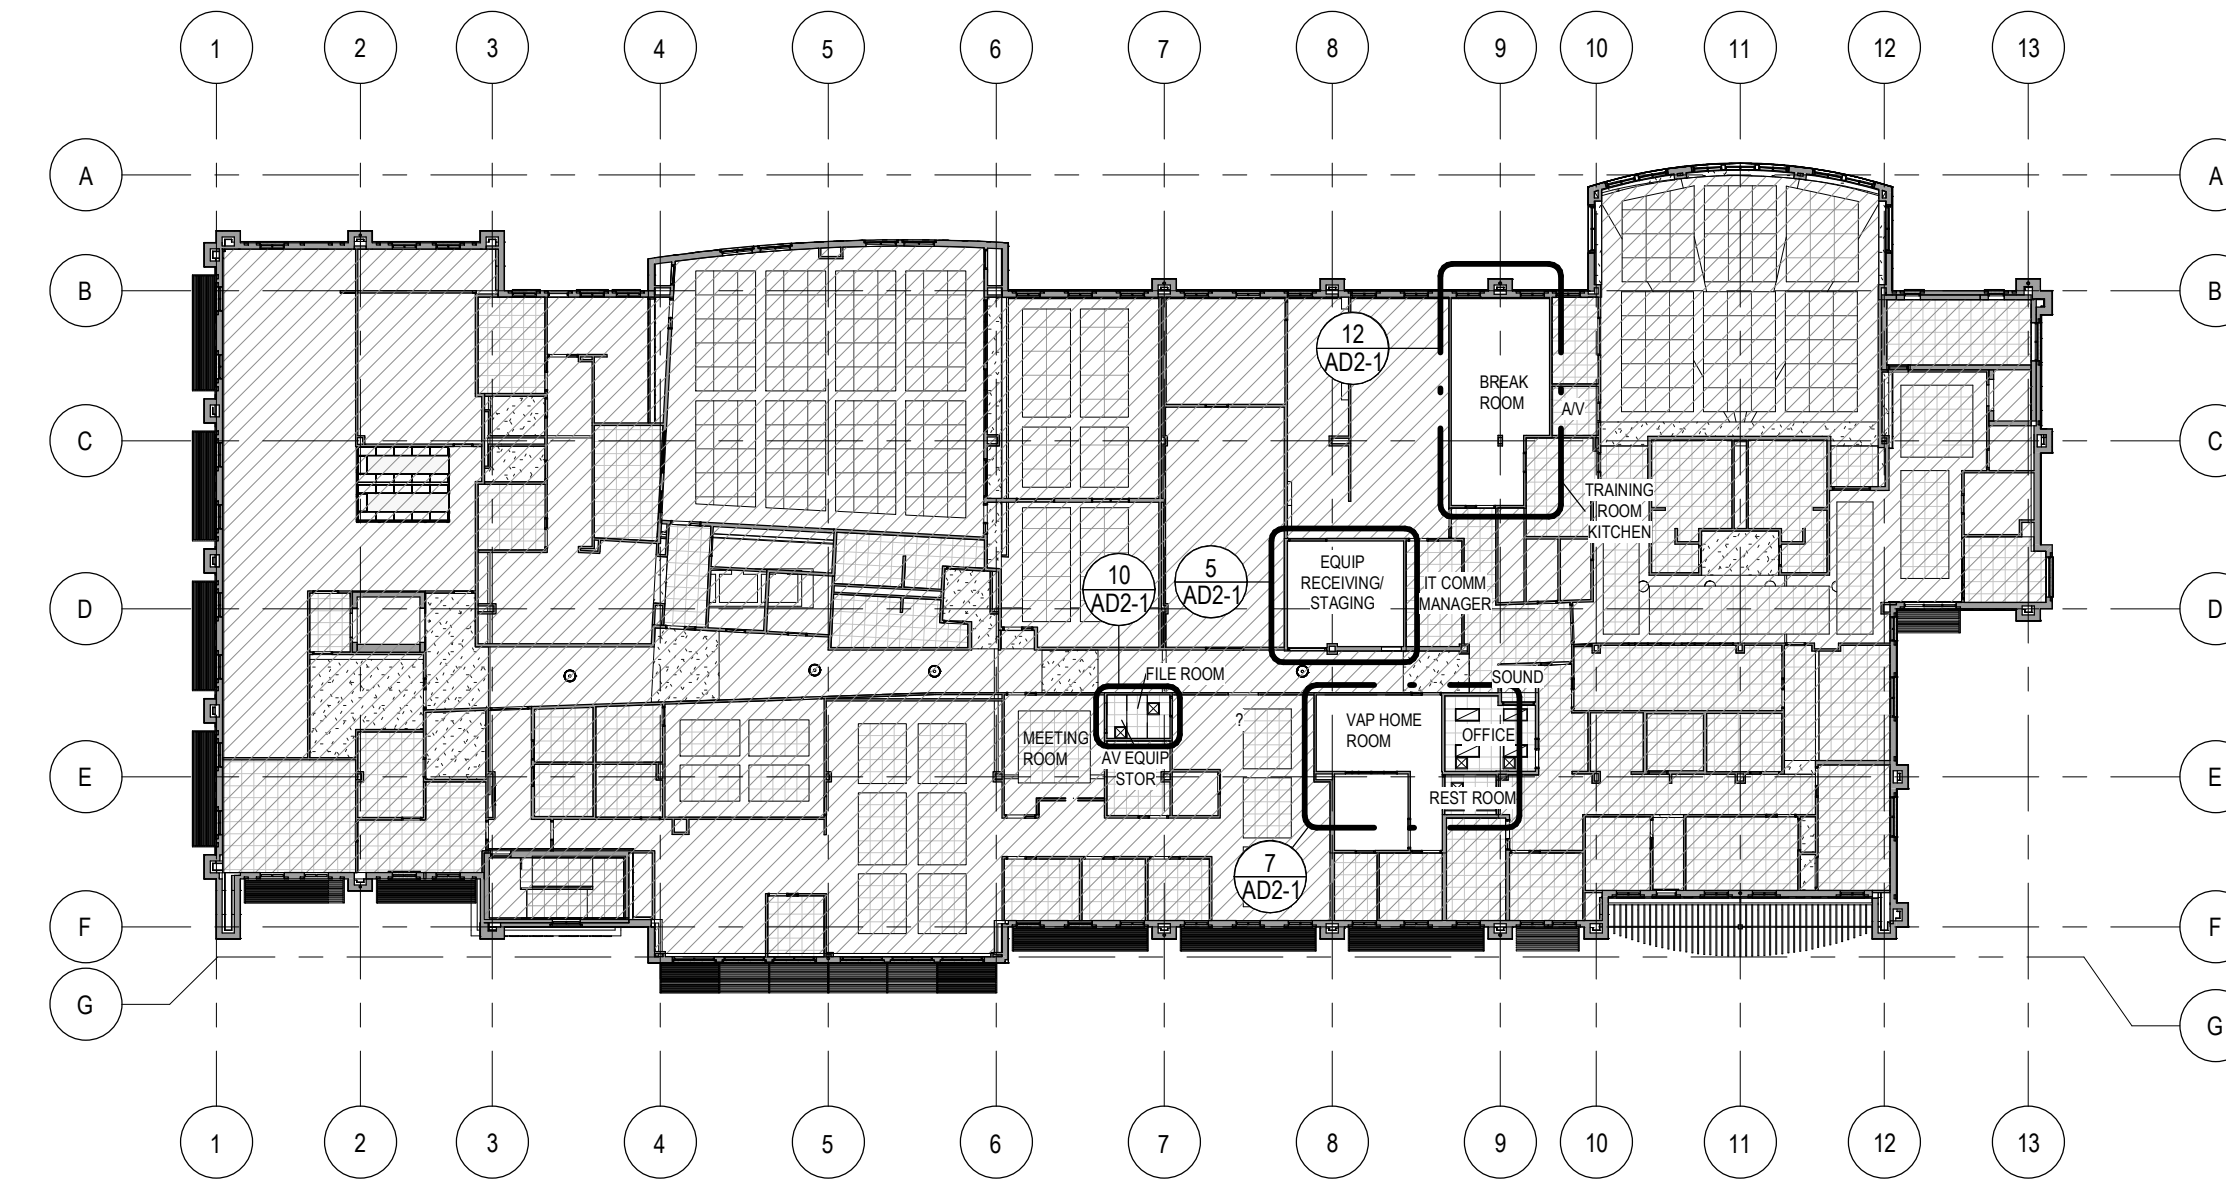 1 2 3 4 5 6 7 8 9 10 11 12 13
A A
B B
12
AD2-1
BREAK
ROOM
A/V
C C
TRAINING
ROOM
KITCHEN
10
AD2-1
5
AD2-1
EQUIP
RECEIVING/
STAGING
IT COMM
MANAGER
D D
FILE ROOM
SOUND
?
VAP HOME
ROOM
OFFICE
MEETING
ROOM
AV EQUIP
STOR
E E
REST ROOM
7
AD2-1
F F
G G
1 2 3 4 5 6 7 8 9 10 11 12 13